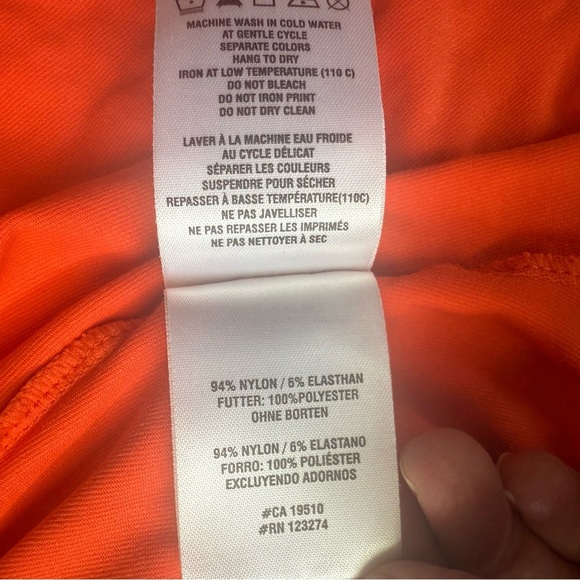 MACHINE WASH IN COLD WATER
AT GENTLE CYCLE
SEPARATE COLORS
HANG TO DRY
IRON AT LOW TEMPERATURE (110 C)
DO NOT BLEACH
DO NOT IRON PRINT
DO NOT DRY CLEAN
LAVER À LA MACHINE EAU FROIDE
AU CYCLE DÉLICAT
SÉPARER LES COULEURS
SUSPENDRE POUR SÉCHER
REPASSER À BASSE TEMPÉRATURE(110C)
NE PAS JAVELLISER
NE PAS REPASSER LES IMPRIMÉS
NE PAS NETTOYER À SEC
94% NYLON / 6% ELASTHAN
FUTTER: 100%POLYESTER
OHNE BORTEN
94% NYLON / 6% ELASTANO
FORRO: 100% POLIÉSTER
EXCLUYENDO ADORNOS
#CA 19510
#RN 123274